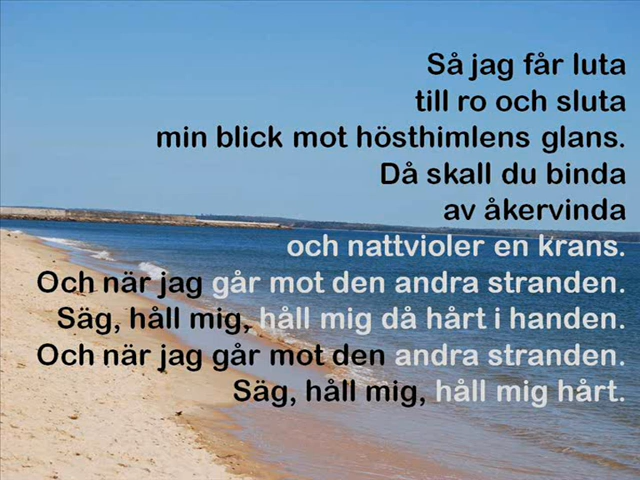 Så jag får luta
till ro och sluta
min blick mot hösthimlens glans.
Då skall du binda
av åkervinda
och nattvioler en krans.
Och när jag går mot den andra stranden.
Säg, håll mig, håll mig då hårt i handen.
Och när jag går mot den andra stranden.
Säg, håll mig, håll mig hårt.